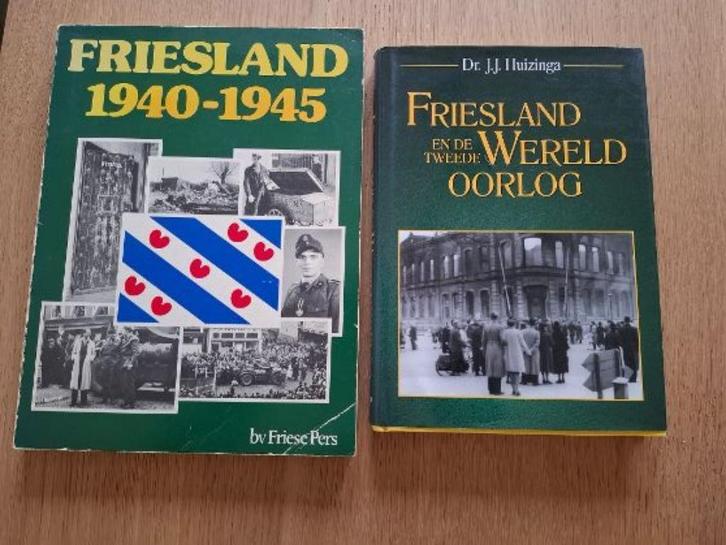 FRIESLAND
1940-1945
bv Friese Pers
Dr. J.J. Huizinga
FRIESLAND
EN DE
TWEEDE WERELD
OORLOG